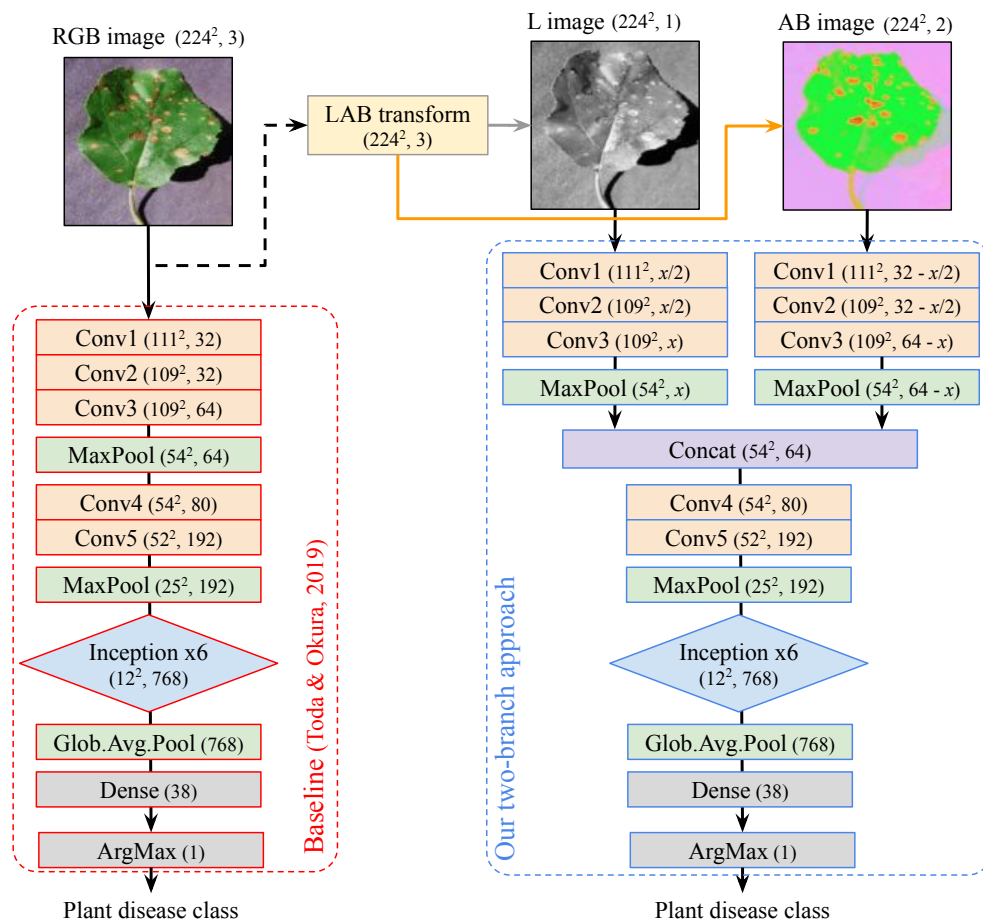 RGB image (224², 3)
L image (224², 1)
AB image (224², 2)
LAB transform
(224², 3)
Conv1 (111², 32)
Conv2 (109², 32)
Conv3 (109², 64)
MaxPool (54², 64)
Conv4 (54², 80)
Conv5 (52², 192)
MaxPool (25², 192)
Inception x6
(12², 768)
Glob.Avg.Pool (768)
Dense (38)
ArgMax (1)
Plant disease class
Baseline (Toda & Okura, 2019)
Conv1 (111², x/2)
Conv2 (109², x/2)
Conv3 (109², x)
MaxPool (54², x)
Conv1 (111², 32 - x/2)
Conv2 (109², 32 - x/2)
Conv3 (109², 64 - x)
MaxPool (54², 64 - x)
Concat (54², 64)
Conv4 (54², 80)
Conv5 (52², 192)
MaxPool (25², 192)
Inception x6
(12², 768)
Glob.Avg.Pool (768)
Dense (38)
ArgMax (1)
Plant disease class
Our two-branch approach